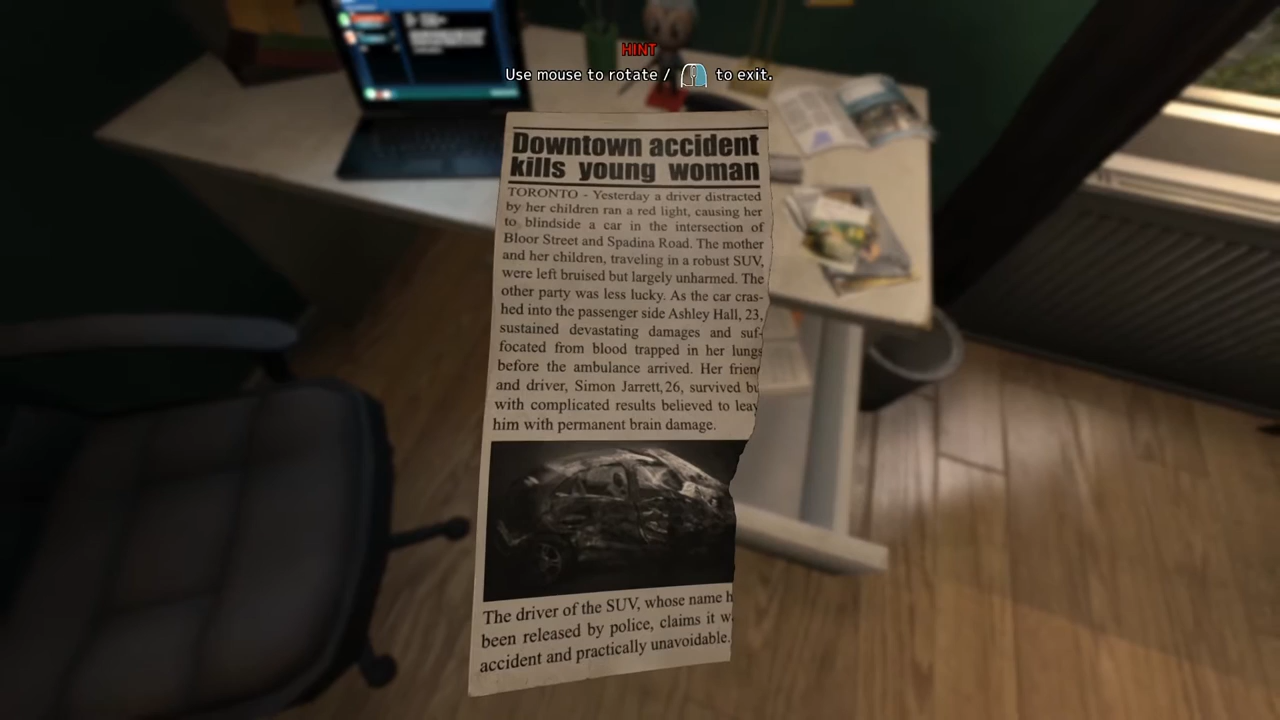 HINT
Use mouse to rotate / to exit.
Downtown accident
kills young woman
TORONTO - Yesterday a driver distracted
by her children ran a red light, causing her
to blindside a car in the intersection of
Bloor Street and Spadina Road. The mother
and her children, traveling in a robust SUV,
were left bruised but largely unharmed. The
other party was less lucky. As the car cras-
hed into the passenger side Ashley Hall, 23,
sustained devastating damages and suf-
focated from blood trapped in her lungs
before the ambulance arrived. Her frien
and driver, Simon Jarrett, 26, survived bu
with complicated results believed to leav
him with permanent brain damage.
The driver of the SUV, whose name h
been released by police, claims it w
accident and practically unavoidable.